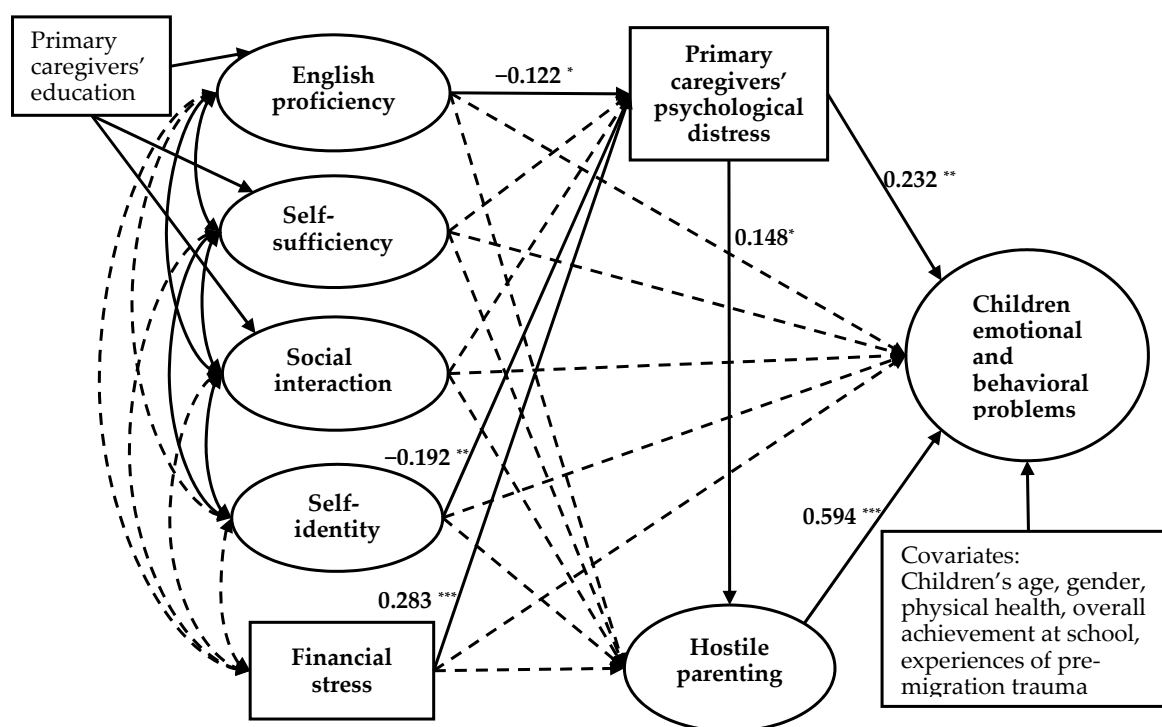 Primary
caregivers’
education
English
proficiency
−0.122 *
Primary
caregivers’
psychological
distress
0.232 **
Self-
sufficiency
0.148*
Social
interaction
Children
emotional
and
behavioral
problems
−0.192 **
Self-
identity
0.594 ***
0.283 ***
Financial
stress
Hostile
parenting
Covariates:
Children’s age, gender,
physical health, overall
achievement at school,
experiences of pre-
migration trauma